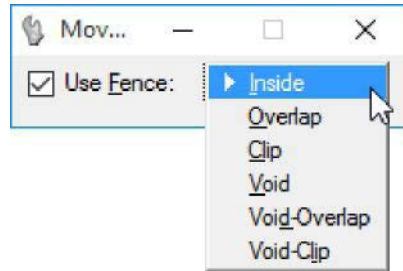 Mov...
Use Fence:
Inside
Overlap
Clip
Void
Void-Overlap
Void-Clip